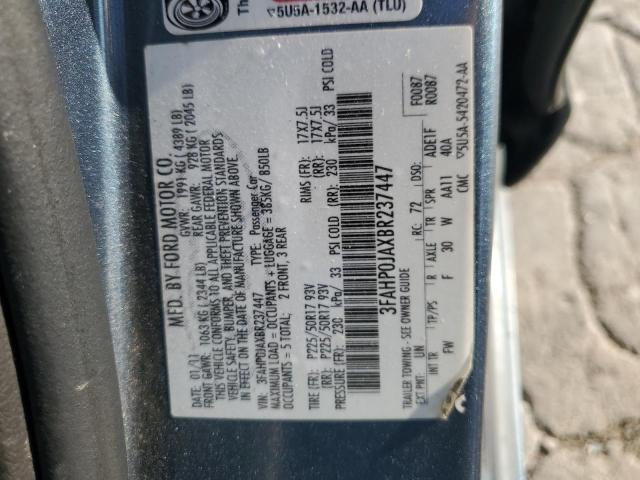 Th
5U5A-1532-AA (TLU)
MFD. BY FORD MOTOR CO.
DATE: 01/11 GVWR: 1991 KG ( 4389 LB)
FRONT GAWR: 1063 KG ( 2344 LB) REAR GAWR: 928 KG ( 2045 LB)
THIS VEHICLE CONFORMS TO ALL APPLICABLE FEDERAL MOTOR
VEHICLE SAFETY, BUMPER, AND THEFT PREVENTION STANDARDS
IN EFFECT ON THE DATE OF MANUFACTURE SHOWN ABOVE.
VIN: 3FAHP0JAXBR237447 TYPE: Passenger Car
MAXIMUM LOAD = OCCUPANTS + LUGGAGE = 385KG/ 850LB
OCCUPANTS = 5 TOTAL; 2 FRONT, 3 REAR
TIRE (FR): P225/50R17 93V RIMS (FR): 17X7.5J
(RR): P225/50R17 93V (RR): 17X7.5J
PRESSURE (FR): 230 kPa/ 33 PSI COLD (RR): 230 kPa/ 33 PSI COLD
3FAHP0JAXBR237447
TRAILER TOWING - SEE OWNER GUIDE
F0087
R0087
EXT PNT: UN RC: 72 DSO:
INT TR TP/PS R AXLE TR SPR ADETF
FW F 30 W AA11 40A
CMC 5U5A-5420472-AA